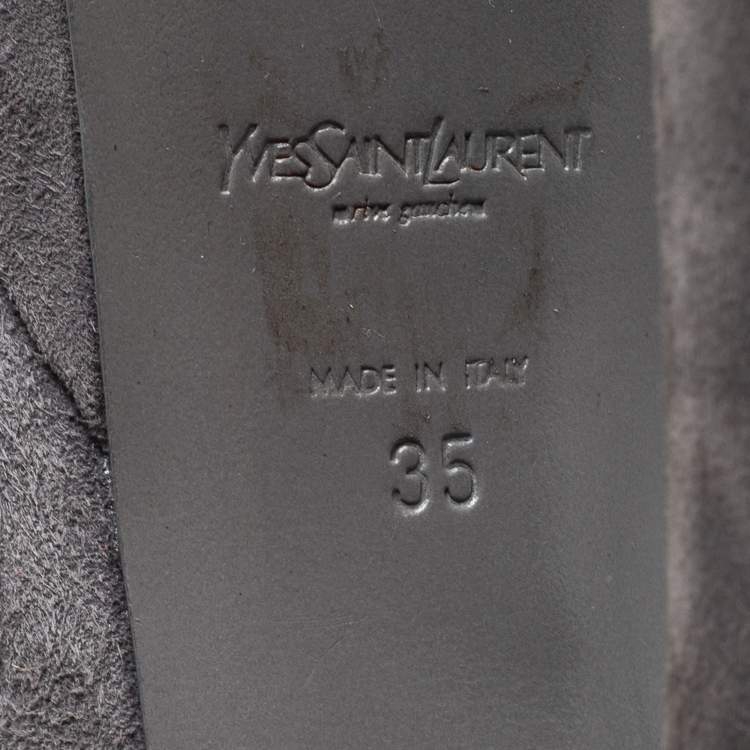 YVESSAINTLAURENT
rive gauche
MADE IN ITALY
35